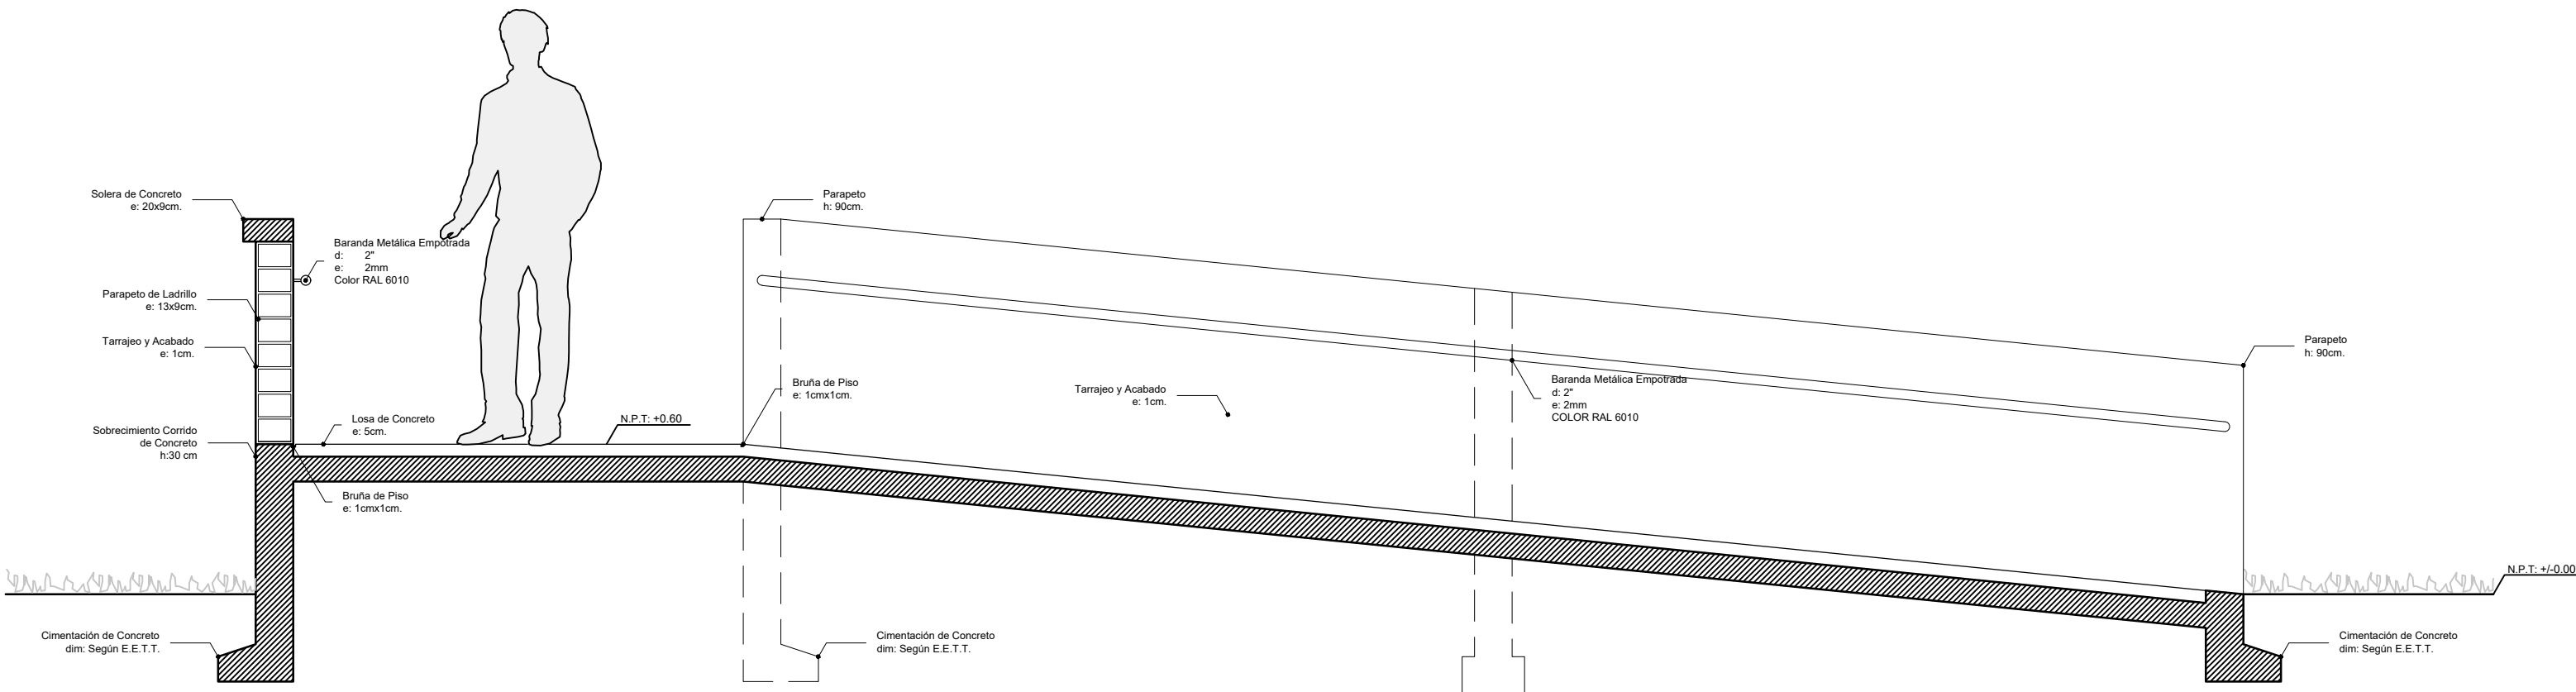 Solera de Concreto
e: 20x9cm.
Baranda Metálica Empotrada
d: 2"
e: 2mm
Color RAL 6010
Parapeto de Ladrillo
e: 13x9cm.
Tarrajeo y Acabado
e: 1cm.
Sobrecimiento Corrido
de Concreto
h:30 cm
Losa de Concreto
e: 5cm.
Bruña de Piso
e: 1cmx1cm.
N.P.T: +0.60
Cimentación de Concreto
dim: Según E.E.T.T.
Parapeto
h: 90cm.
Bruña de Piso
e: 1cmx1cm.
Tarrajeo y Acabado
e: 1cm.
Baranda Metálica Empotrada
d: 2"
e: 2mm
COLOR RAL 6010
Cimentación de Concreto
dim: Según E.E.T.T.
Parapeto
h: 90cm.
N.P.T: +/-0.00
Cimentación de Concreto
dim: Según E.E.T.T.